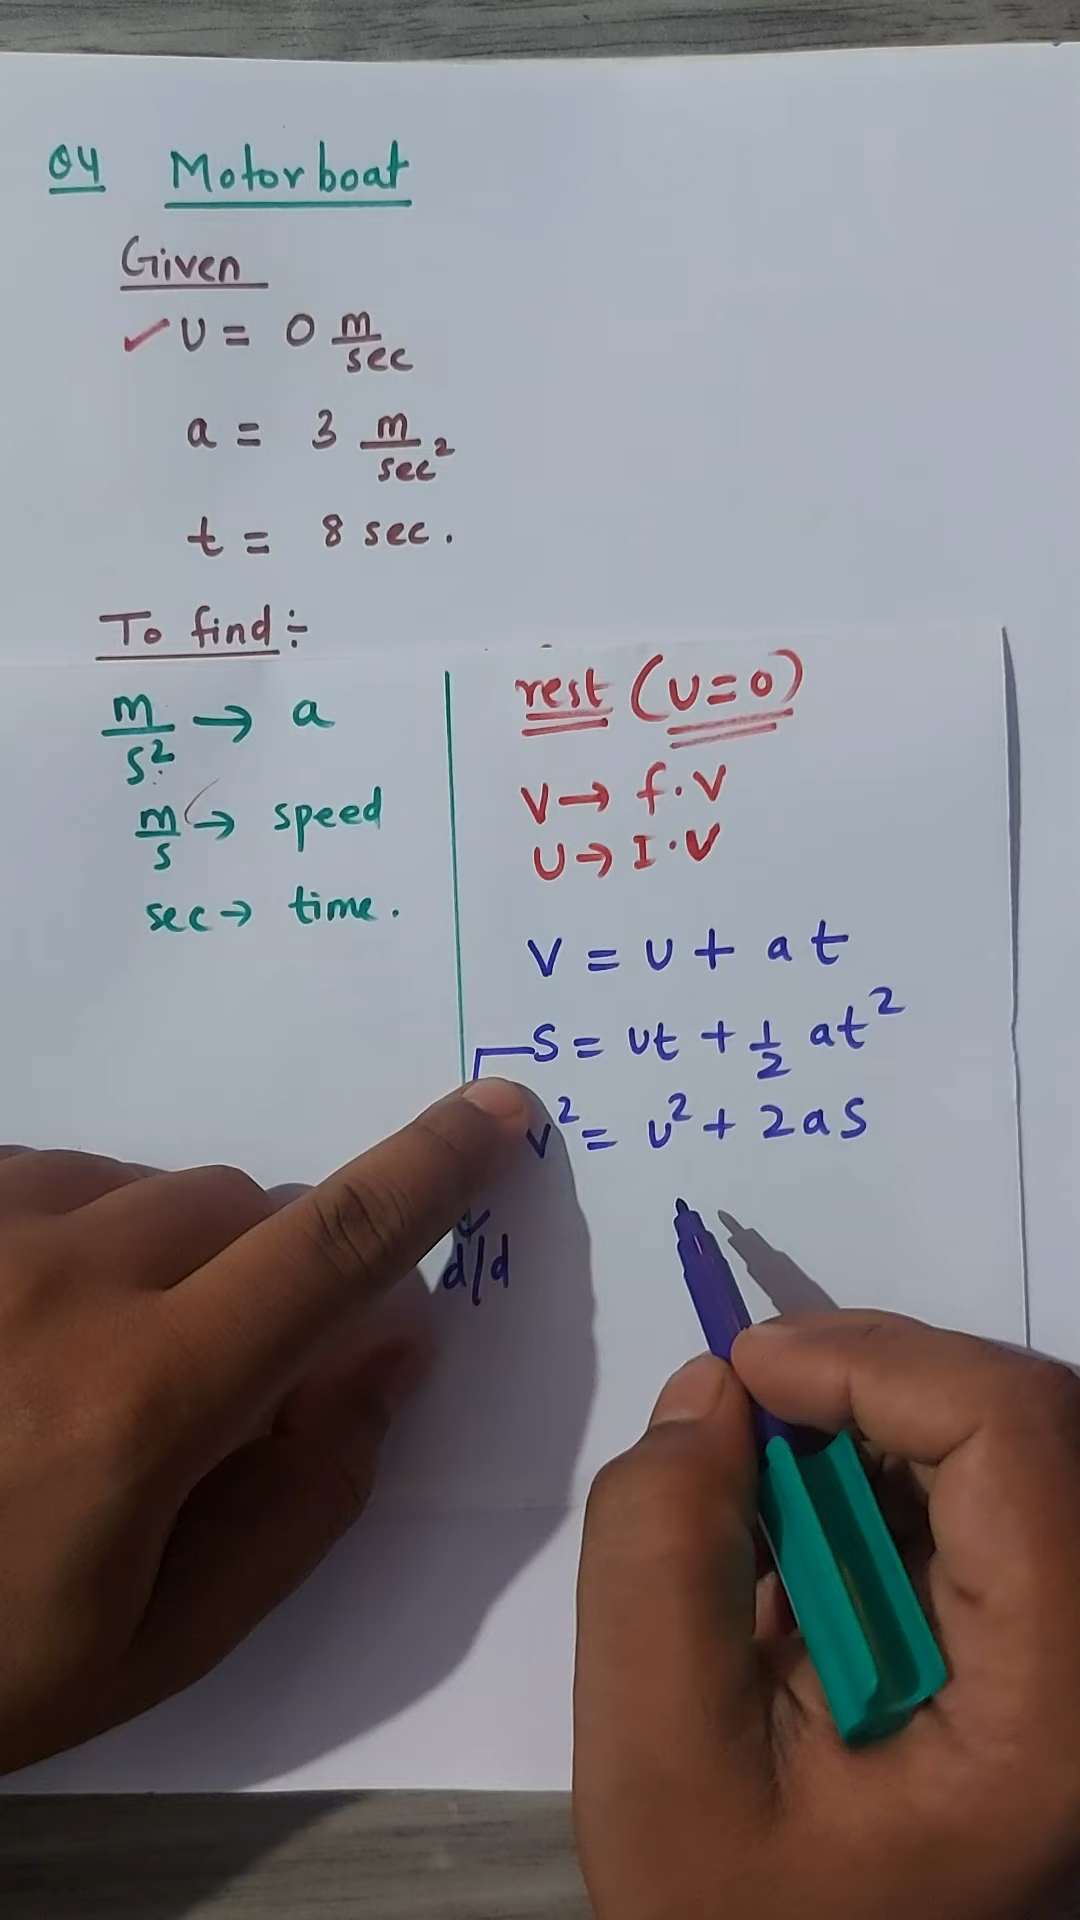 Q4 Motorboat
Given
✓ U = 0 m/sec
a = 3 m/sec²
t = 8 sec.
To find ÷
m/s² → a
m/s → speed
sec → time.
rest (u=0)
V → f.V
U → I.V
V = u + at
S = ut + 1/2 at²
v² = u² + 2aS
d/d